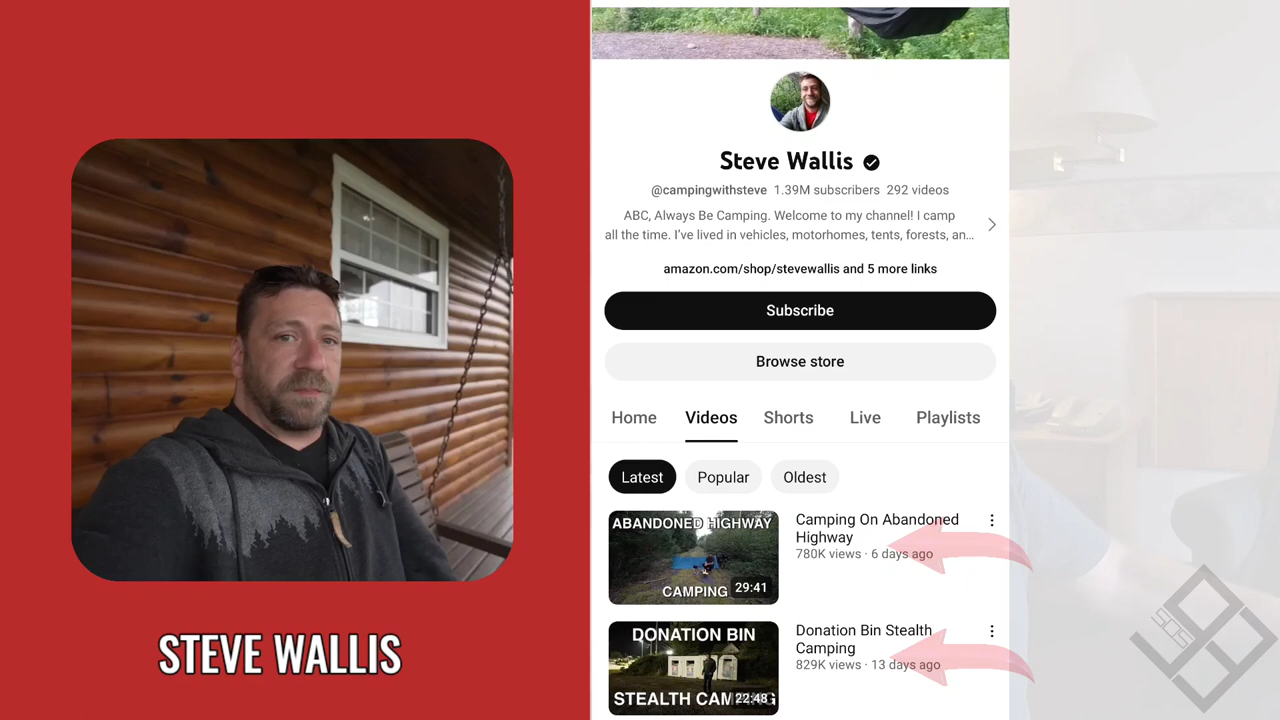 STEVE WALLIS
Steve Wallis
@campingwithsteve 1.39M subscribers 292 videos
ABC, Always Be Camping. Welcome to my channel! I camp
all the time. I've lived in vehicles, motorhomes, tents, forests, an...
amazon.com/shop/stevewallis and 5 more links
Subscribe
Browse store
Home Videos Shorts Live Playlists
Latest Popular Oldest
ABANDONED HIGHWAY
CAMPING
29:41
Camping On Abandoned
Highway
780K views · 6 days ago
DONATION BIN
STEALTH CAMPING
22:48
Donation Bin Stealth
Camping
829K views · 13 days ago